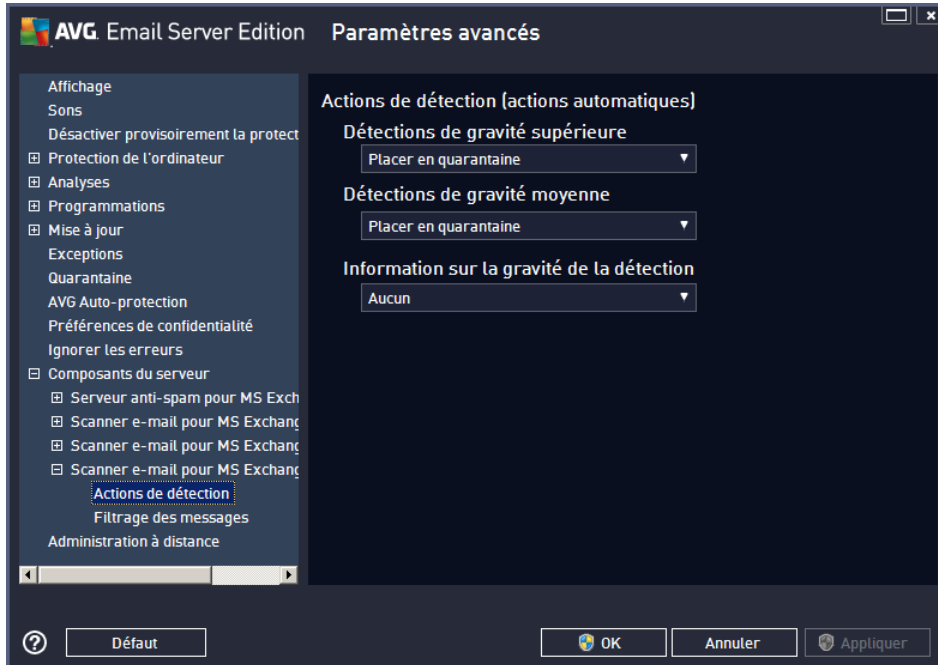 AVG. Email Server Edition Paramètres avancés
Affichage
Sons
Désactiver provisoirement la protect
Protection de l'ordinateur
Analyses
Programmations
Mise à jour
Exceptions
Quarantaine
AVG Auto-protection
Préférences de confidentialité
Ignorer les erreurs
Composants du serveur
Serveur anti-spam pour MS Exch
Scanner e-mail pour MS Exchang
Scanner e-mail pour MS Exchang
Scanner e-mail pour MS Exchang
Actions de détection
Filtrage des messages
Administration à distance
Actions de détection (actions automatiques)
Détections de gravité supérieure
Placer en quarantaine
Détections de gravité moyenne
Placer en quarantaine
Information sur la gravité de la détection
Aucun
? Défaut OK Annuler Appliquer